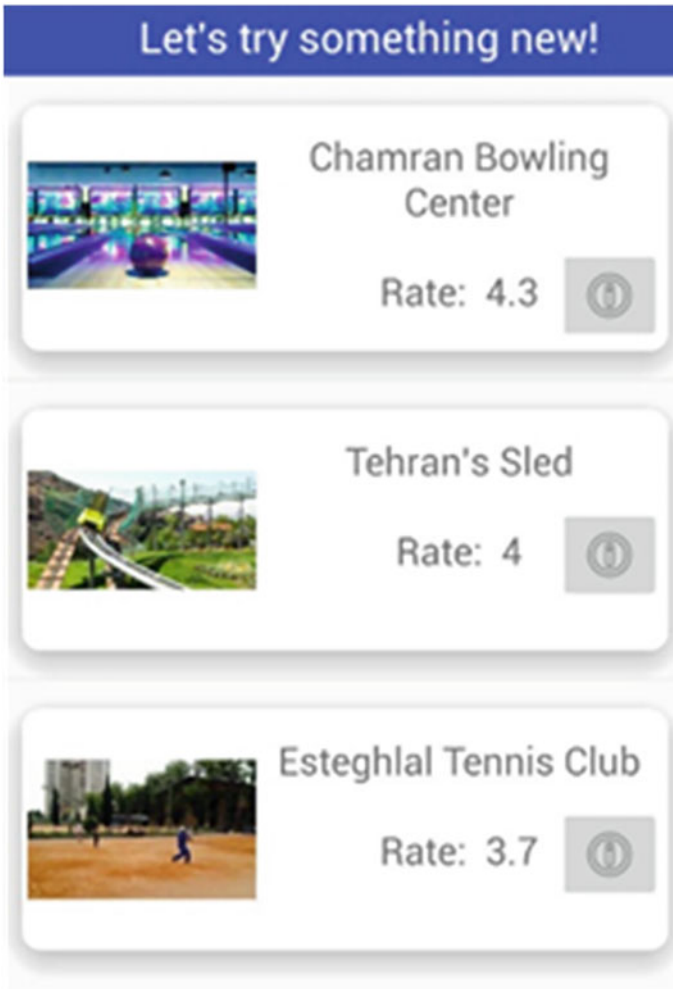 Let's try something new!
Chamran Bowling
Center
Rate: 4.3
Tehran's Sled
Rate: 4
Esteghlal Tennis Club
Rate: 3.7